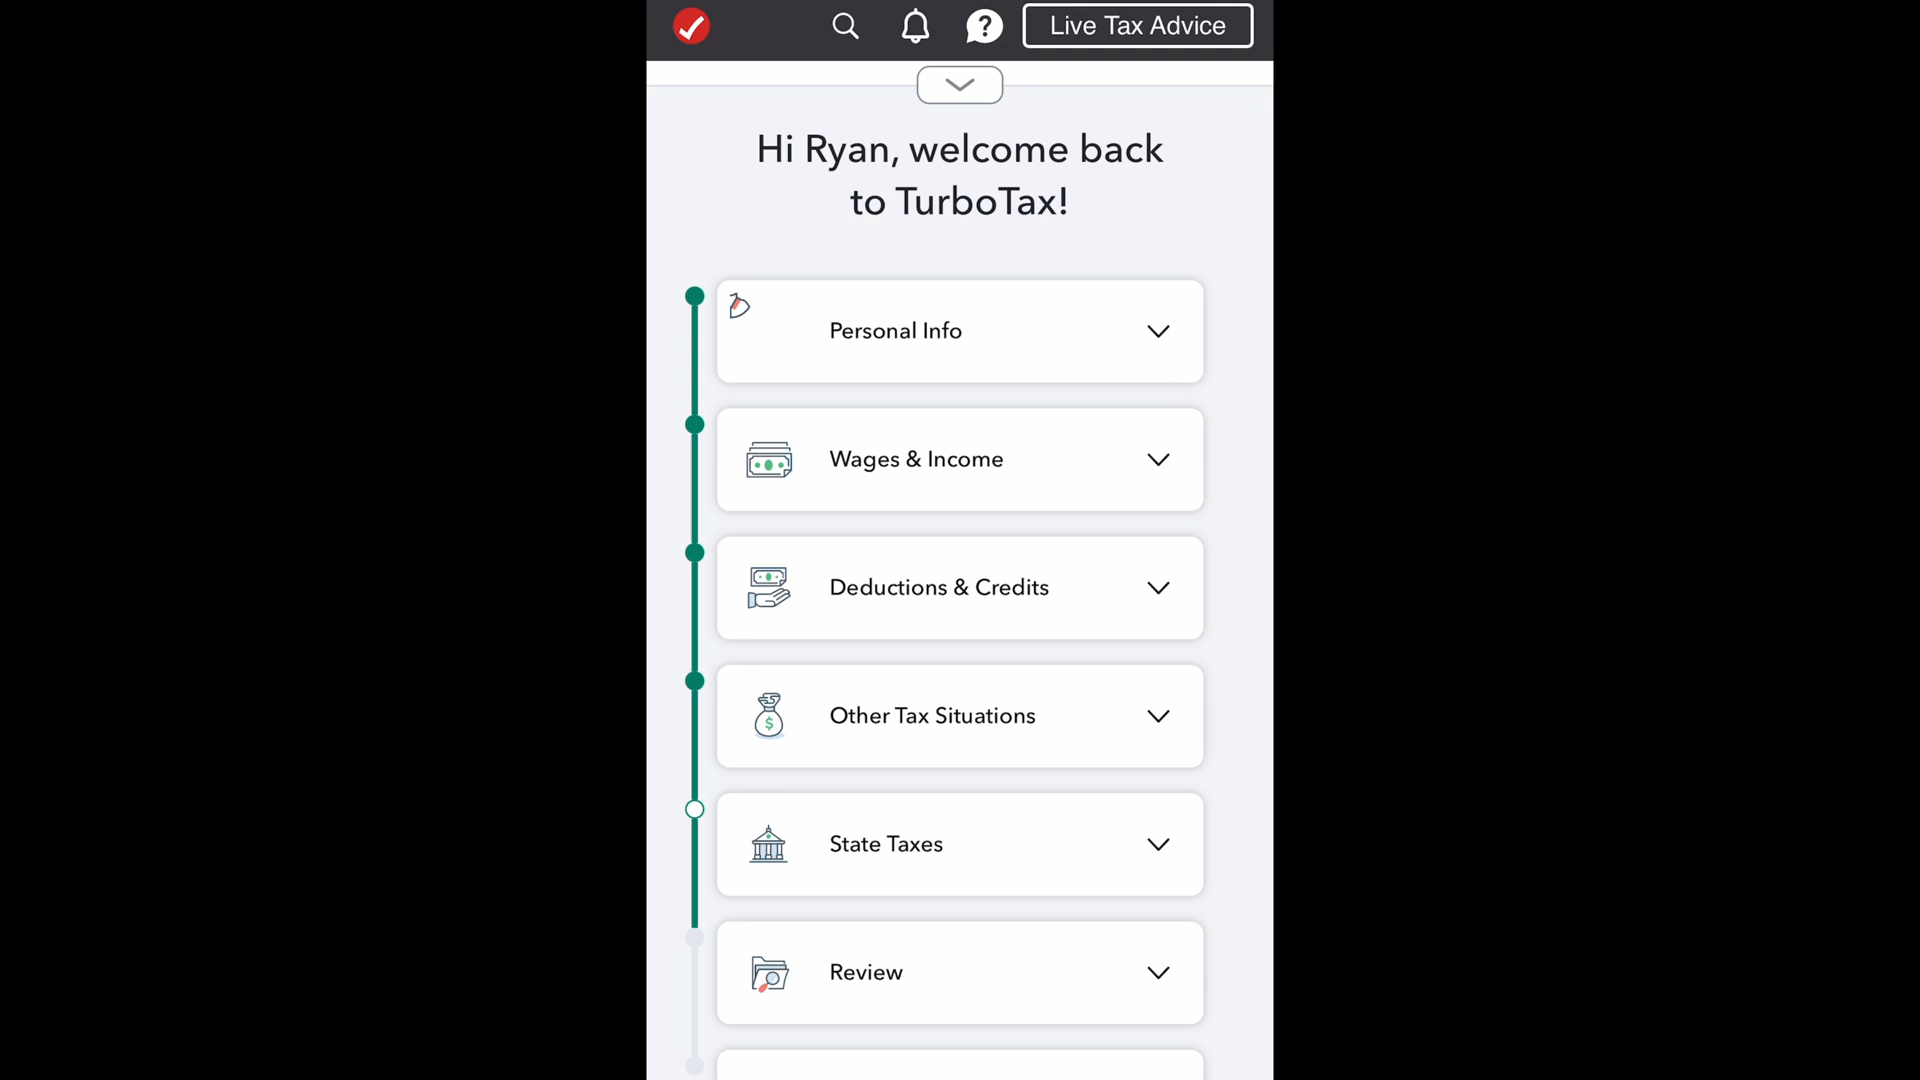 Live Tax Advice
Hi Ryan, welcome back
to TurboTax!
Personal Info
Wages & Income
Deductions & Credits
Other Tax Situations
State Taxes
Review